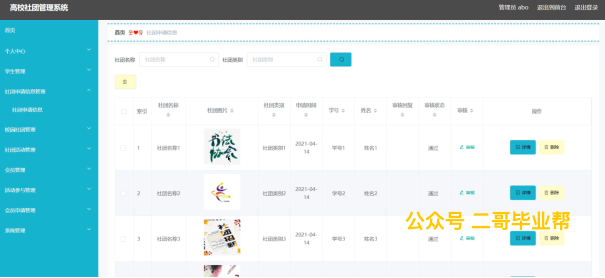 高校社团管理系统
管理员 abo 退出到前台 退出登录
首页
个人中心
学生管理
社团申请信息管理
社团申请信息
校园社团管理
社团活动管理
交流管理
活动参与管理
会员申请管理
系统管理
首页 社团申请信息
社团名称 社团名称 社团类别 社团类别
索引 社团名称 社团图片 社团类别 申请时间 学号 姓名 审核回复 审核状态 审核 操作
1 社团名称1 社团类别1 2021-04-14 学号1 姓名1 通过 审核 详情 删除
2 社团名称2 社团类别2 2021-04-14 学号2 姓名2 通过 审核 详情 删除
3 社团名称3 社团类别3 2021-04-14 学号3 姓名3 通过 审核 详情 删除
公众号 二哥毕业帮